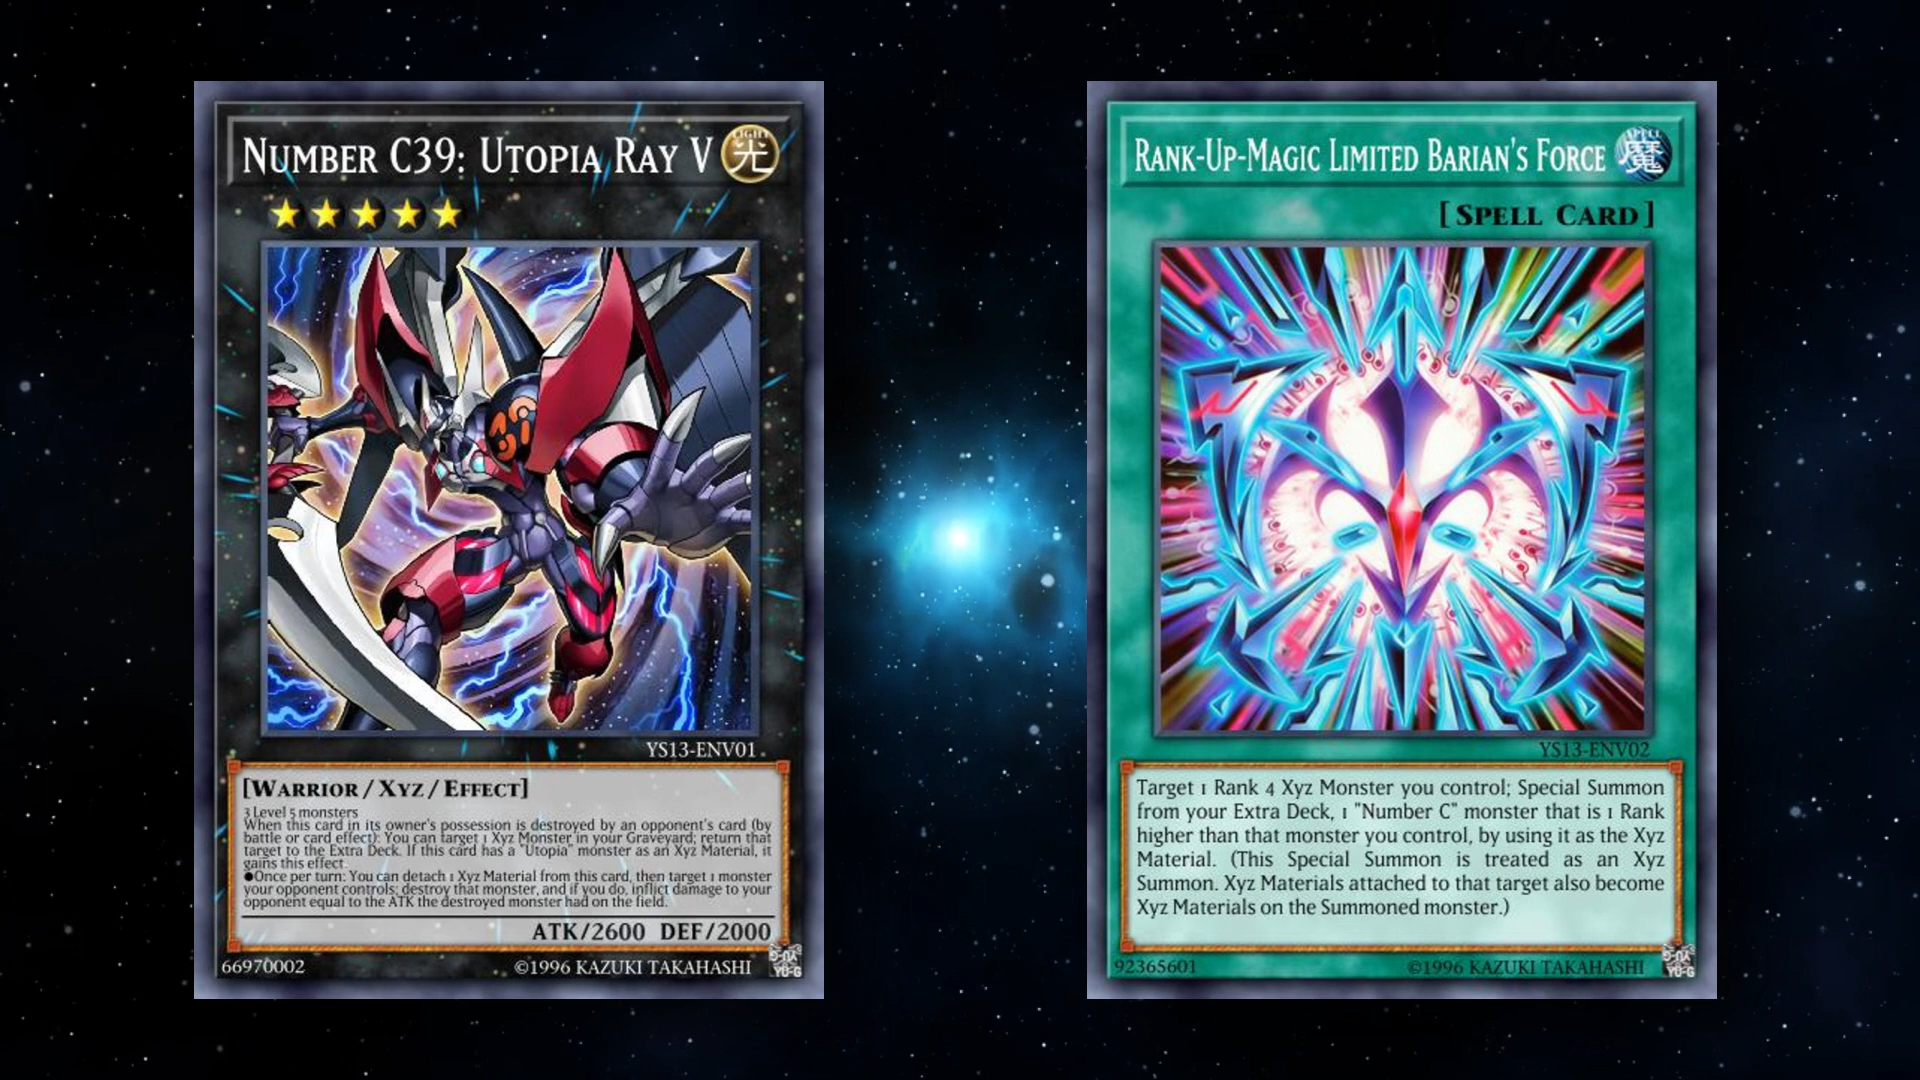 NUMBER C39: UTOPIA RAY V
LIGHT
光
39
YS13-ENV01
[WARRIOR / XYZ / EFFECT]
3 Level 5 monsters
When this card in its owner's possession is destroyed by an opponent's card (by
battle or card effect): You can target 1 Xyz Monster in your Graveyard; return that
target to the Extra Deck. If this card has a "Utopia" monster as an Xyz Material, it
gains this effect.
●Once per turn: You can detach 1 Xyz Material from this card, then target 1 monster
your opponent controls; destroy that monster, and if you do, inflict damage to your
opponent equal to the ATK the destroyed monster had on the field.
ATK/2600 DEF/2000
66970002
©1996 KAZUKI TAKAHASHI
RANK-UP-MAGIC LIMITED BARIAN'S FORCE
SPELL
魔
[SPELL CARD]
YS13-ENV02
Target 1 Rank 4 Xyz Monster you control; Special Summon
from your Extra Deck, 1 "Number C" monster that is 1 Rank
higher than that monster you control, by using it as the Xyz
Material. (This Special Summon is treated as an Xyz
Summon. Xyz Materials attached to that target also become
Xyz Materials on the Summoned monster.)
92365601
©1996 KAZUKI TAKAHASHI